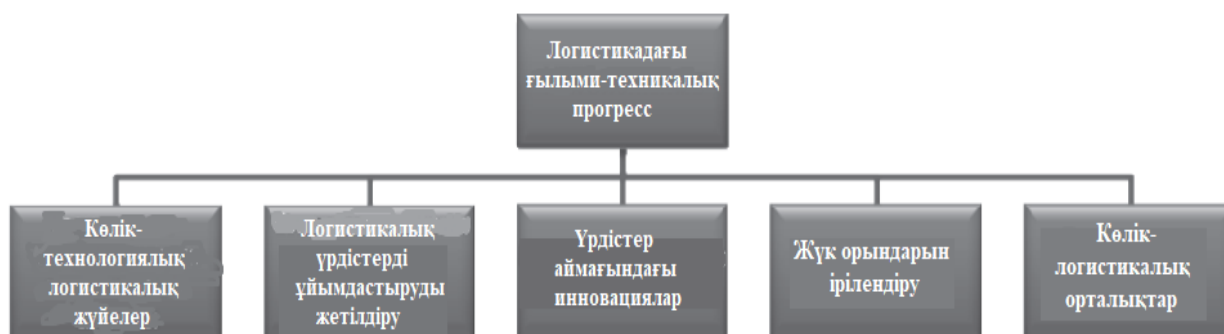 Логистикадағы
ғылыми-техникалық
прогресс
Көлік-
технологиялық
логистикалық
жүйелер
Логистикалық
үрдістерді
ұйымдастыруды
жетілдіру
Үрдістер
аймағындағы
инновациялар
Жүк орындарын
ірілендіру
Көлік-
логистикалық
орталықтар